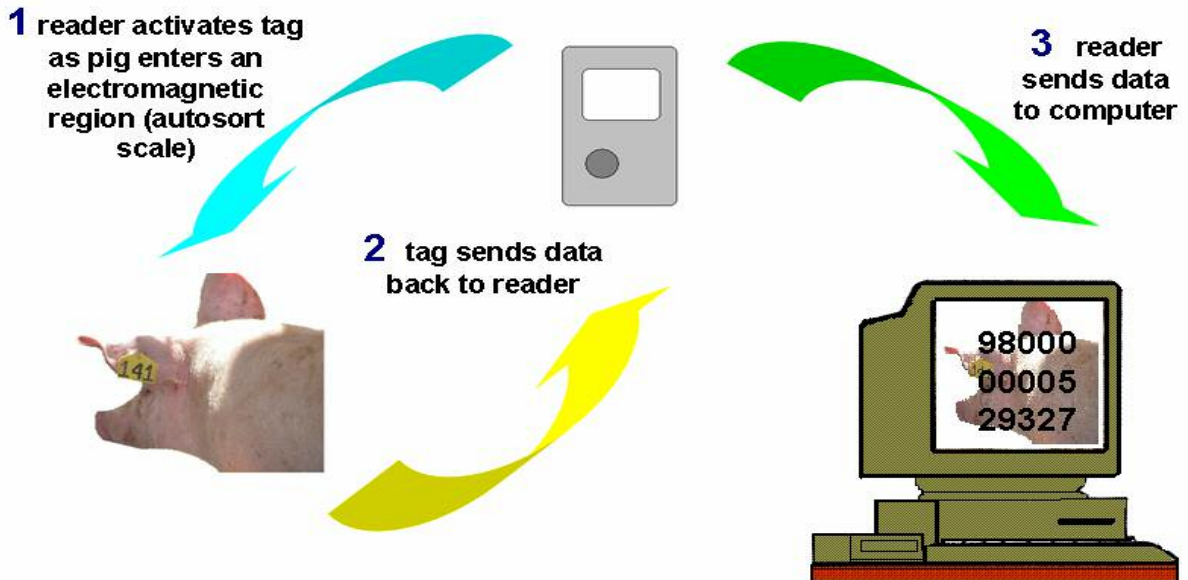 1 reader activates tag
as pig enters an
electromagnetic
region (autosort
scale)
2 tag sends data
back to reader
3 reader
sends data
to computer
141
98000
00005
29327